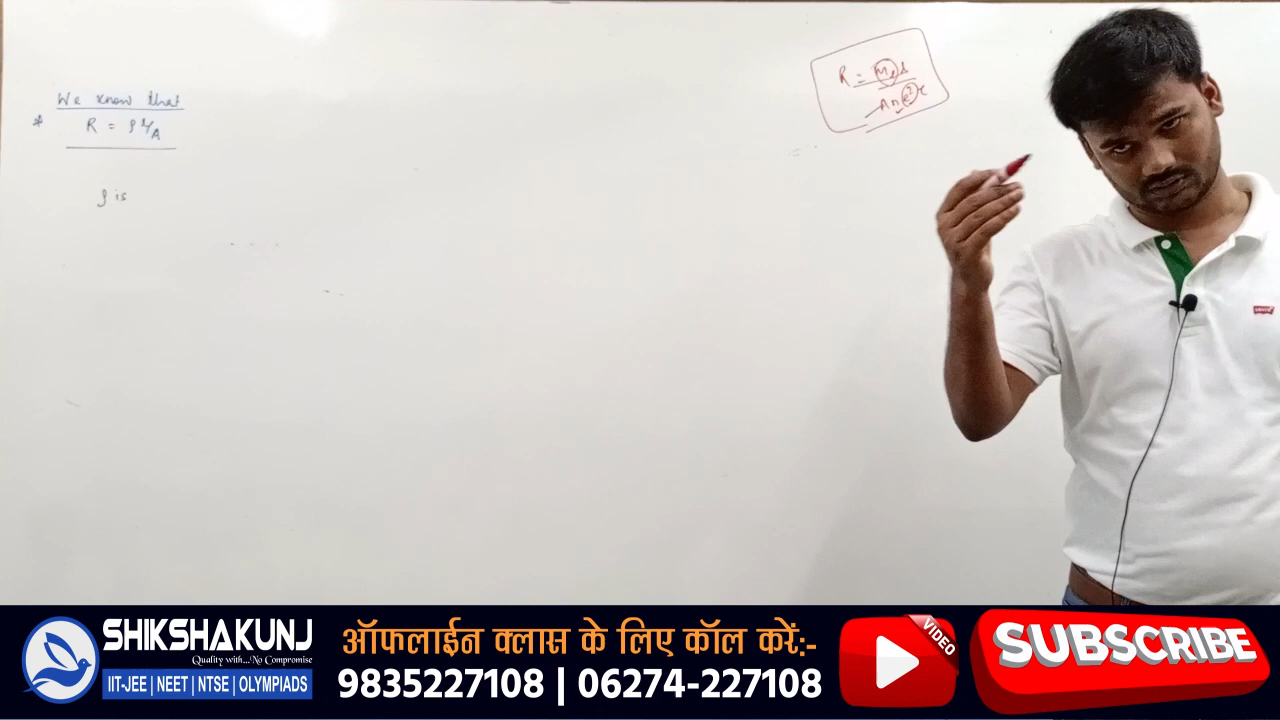 We know that
* R = ρ l/A
ρ is
R = Me l
A n e² τ
SHIKSHAKUNJ
Quality with...No Compromise
IIT-JEE | NEET | NTSE | OLYMPIADS
ऑफलाईन क्लास के लिए कॉल करें:-
9835227108 | 06274-227108
VIDEO
SUBSCRIBE